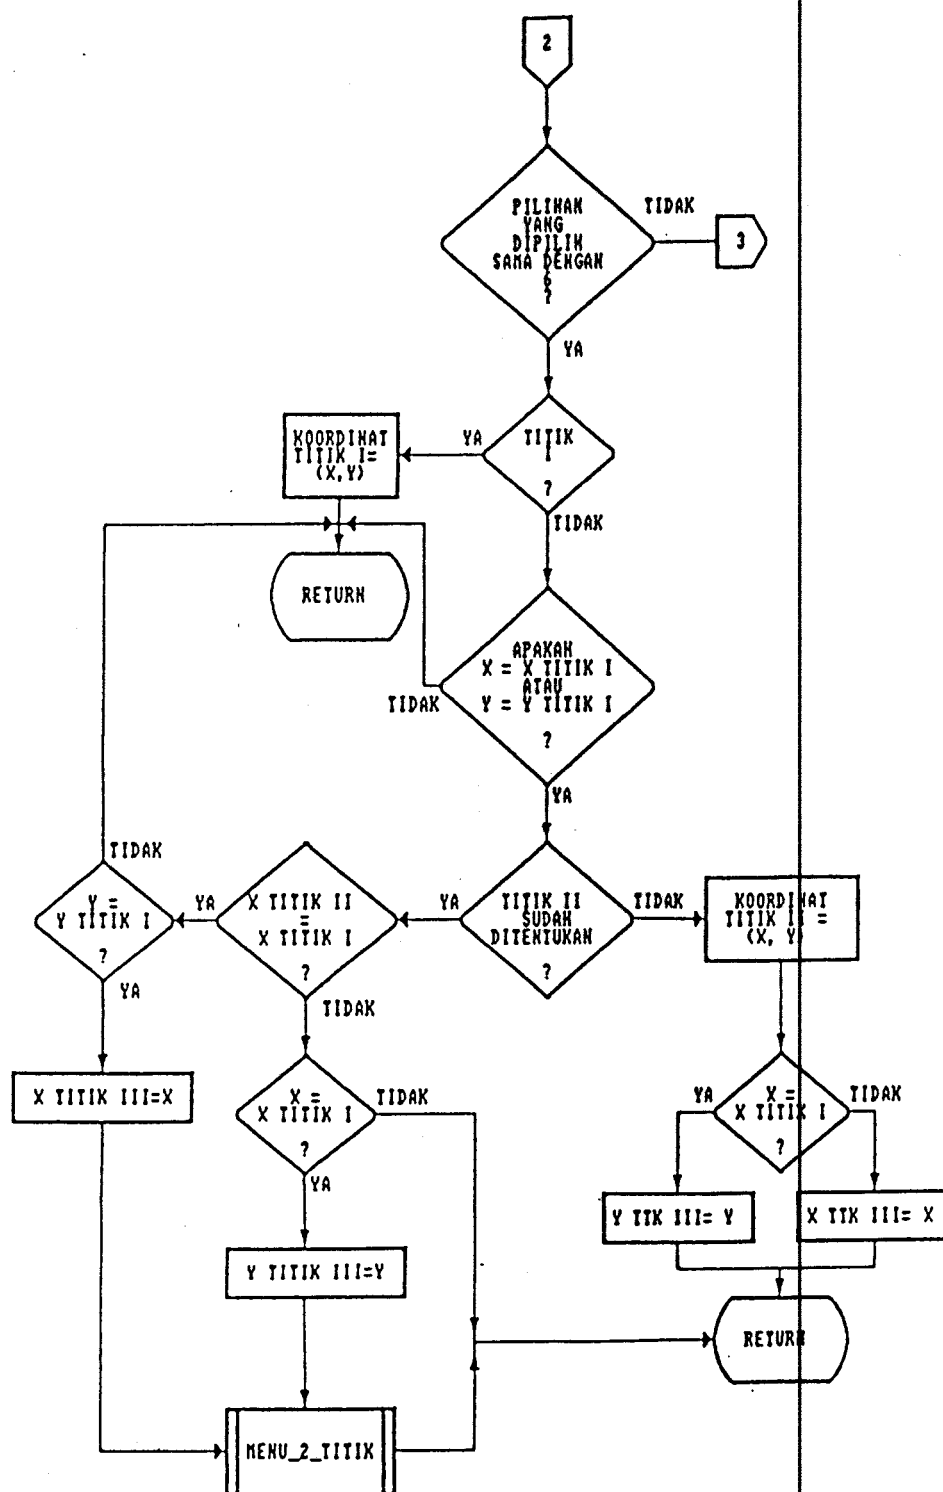 2
PILIHAN
YANG
DIPILIH
SAMA DENGAN
6
?
TIDAK
3
YA
TITIK
I
?
YA
KOORDINAT
TITIK I=
(X,Y)
TIDAK
RETURN
APAKAH
X = X TITIK I
ATAU
Y = Y TITIK I
?
TIDAK
YA
TIDAK
Y =
Y TITIK I
?
YA
X TITIK II
=
X TITIK I
?
YA
TITIK II
SUDAH
DITENTUKAN
?
TIDAK
KOORDINAT
TITIK II =
(X, Y)
YA
TIDAK
X TITIK III=X
X =
X TITIK I
?
TIDAK
YA
X =
X TITIK I
?
TIDAK
YA
Y TTK III= Y
X TTK III= X
Y TITIK III=Y
RETURN
MENU_2_TITIK